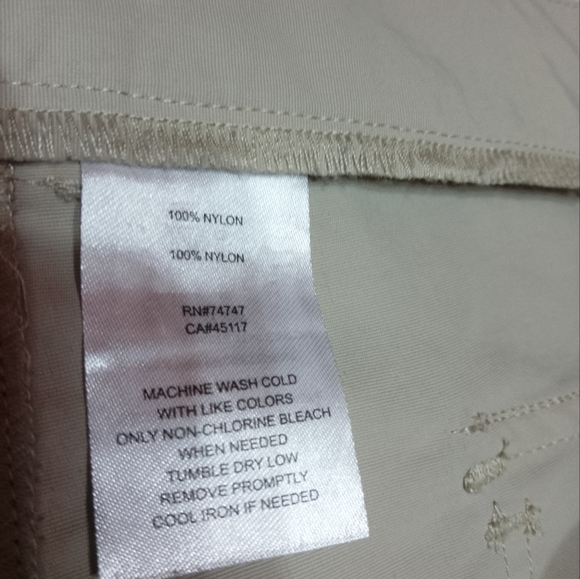 100% NYLON
100% NYLON
RN#74747
CA#45117
MACHINE WASH COLD
WITH LIKE COLORS
ONLY NON-CHLORINE BLEACH
WHEN NEEDED
TUMBLE DRY LOW
REMOVE PROMPTLY
COOL IRON IF NEEDED